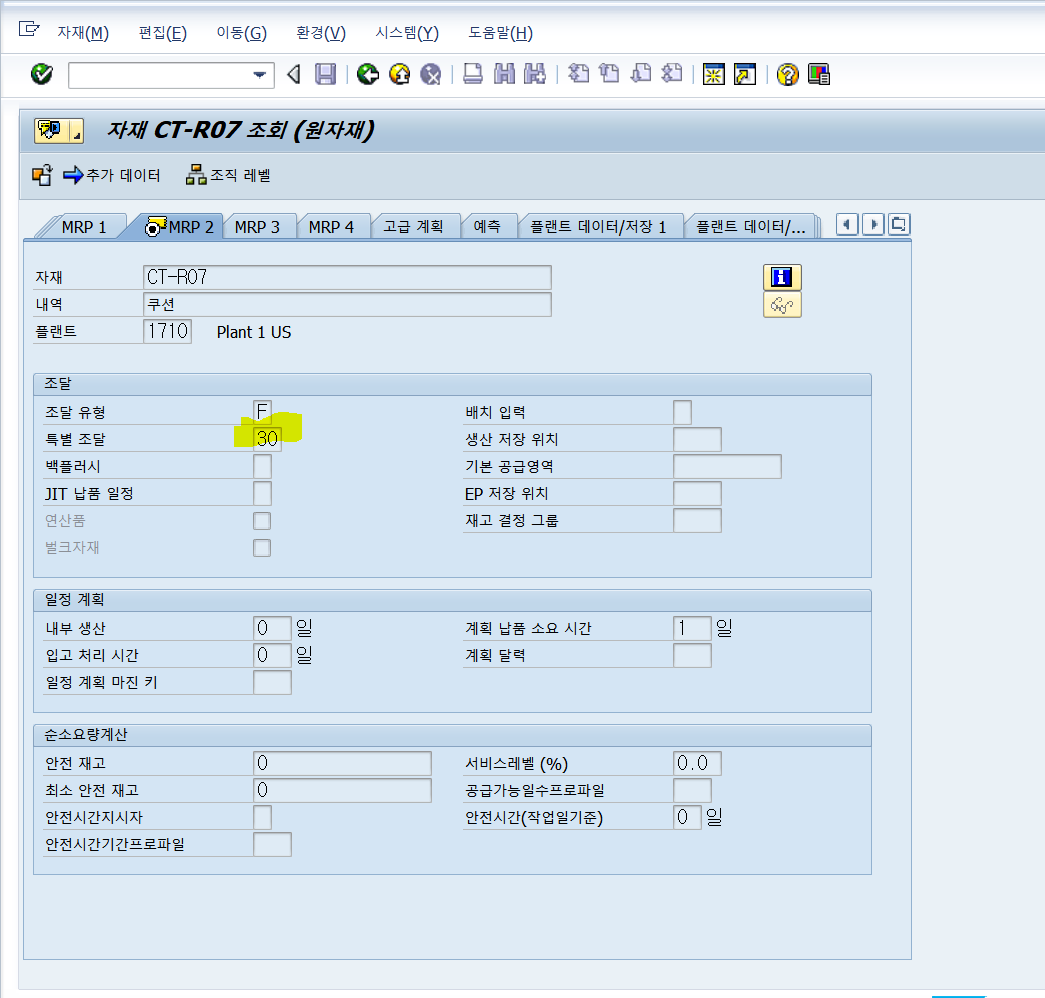 자재(M) 편집(E) 이동(G) 환경(V) 시스템(Y) 도움말(H)
자재 CT-R07 조회 (원자재)
추가 데이터 조직 레벨
MRP 1 MRP 2 MRP 3 MRP 4 고급 계획 예측 플랜트 데이터/저장 1 플랜트 데이터/...
자재 CT-R07
내역 쿠션
플랜트 1710 Plant 1 US
조달
조달 유형 F 배치 입력
특별 조달 30 생산 저장 위치
백플러시 기본 공급영역
JIT 납품 일정 EP 저장 위치
연산품 재고 결정 그룹
벌크자재
일정 계획
내부 생산 0 일 계획 납품 소요 시간 1 일
입고 처리 시간 0 일 계획 달력
일정 계획 마진 키
순소요량계산
안전 재고 0 서비스레벨 (%) 0.0
최소 안전 재고 0 공급가능일수프로파일
안전시간지시자 안전시간(작업일기준) 0 일
안전시간기간프로파일